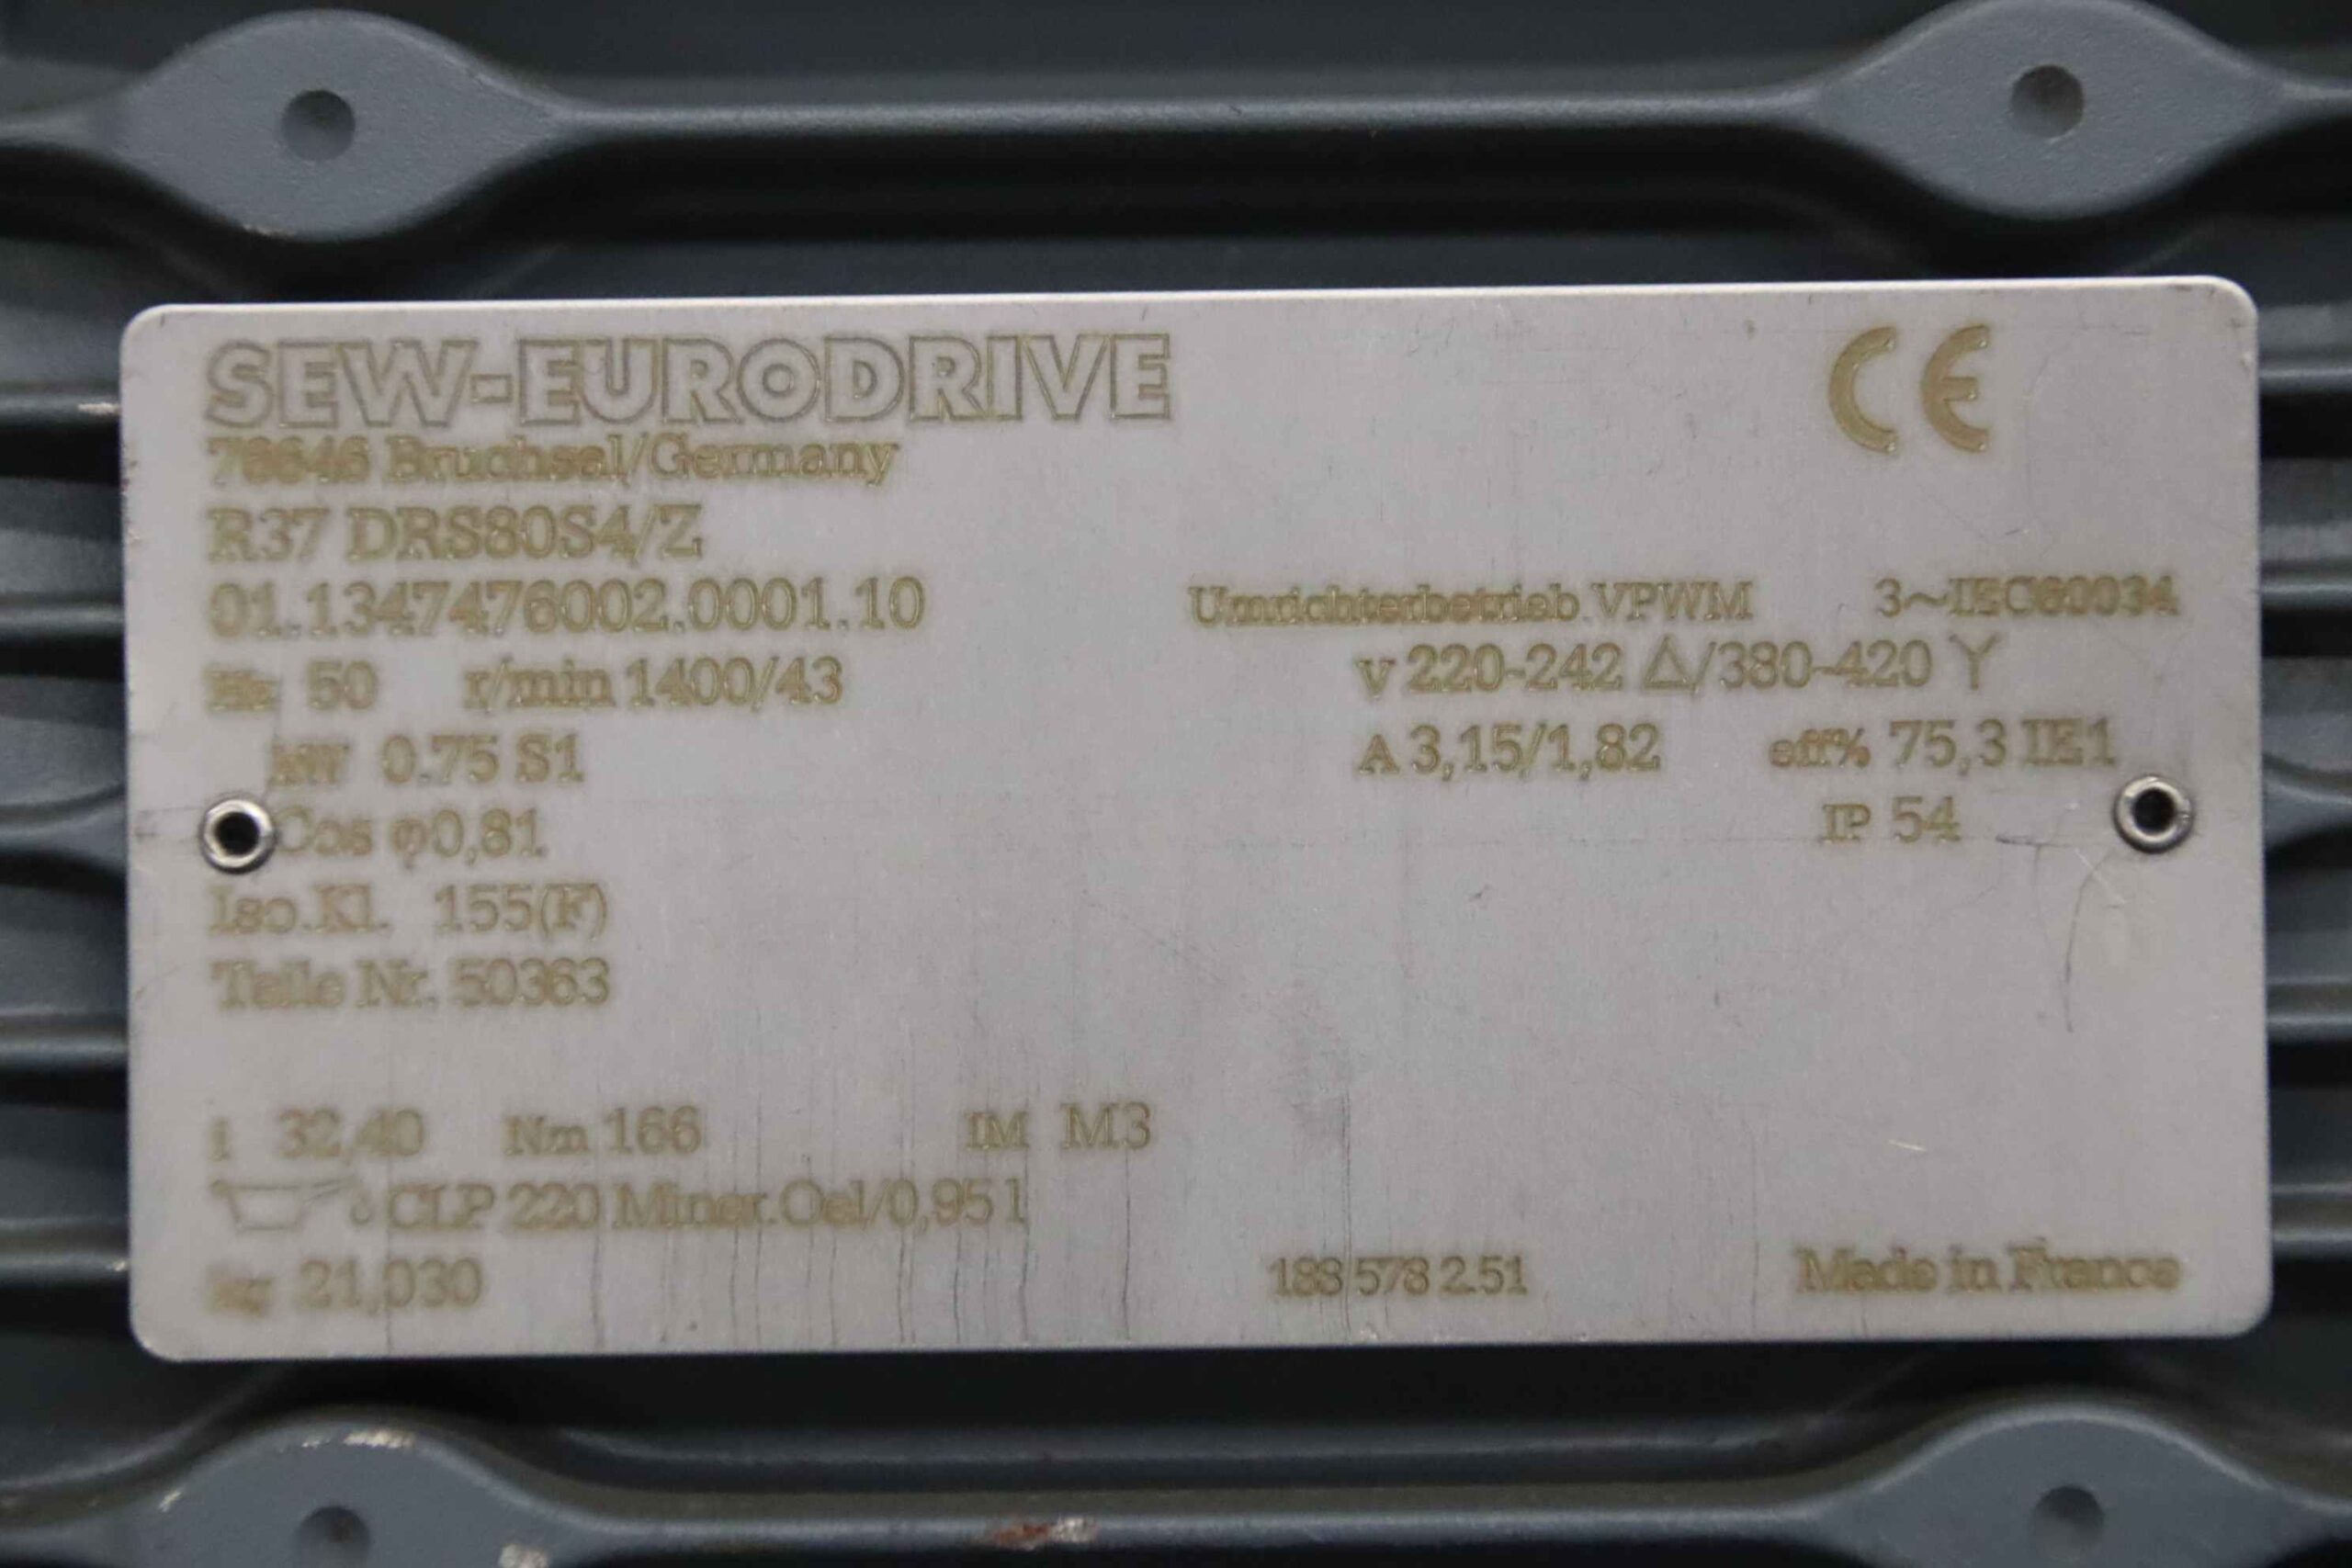 SEW-EURODRIVE CE
76646 Bruchsal/Germany
R37 DRS80S4/Z
01.1347476002.0001.10 Umrichterbetrieb.VPWM 3~IEC60034
Hz 50 r/min 1400/43 V 220-242 △/380-420 Y
kW 0.75 S1 A 3,15/1,82 eff% 75,3 IE1
Cos φ0,81 IP 54
Iso.Kl. 155(F)
Teile Nr. 50363
i 32,40 Nm 166 IM M3
CLP 220 Miner.Oel/0,95 l
kg 21,030 188 578 2.51 Made in France